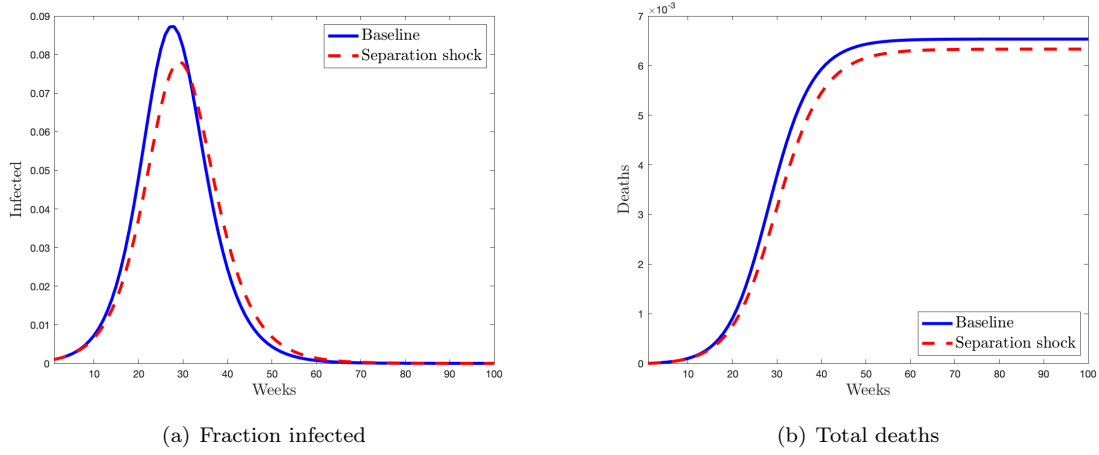 0.09
0.08
0.07
0.06
0.05
0.04
0.03
0.02
0.01
0
Infected
10 20 30 40 50 60 70 80 90 100
Weeks
Baseline
Separation shock
(a) Fraction infected
×10⁻³
7
6
5
4
3
2
1
0
Deaths
10 20 30 40 50 60 70 80 90 100
Weeks
Baseline
Separation shock
(b) Total deaths